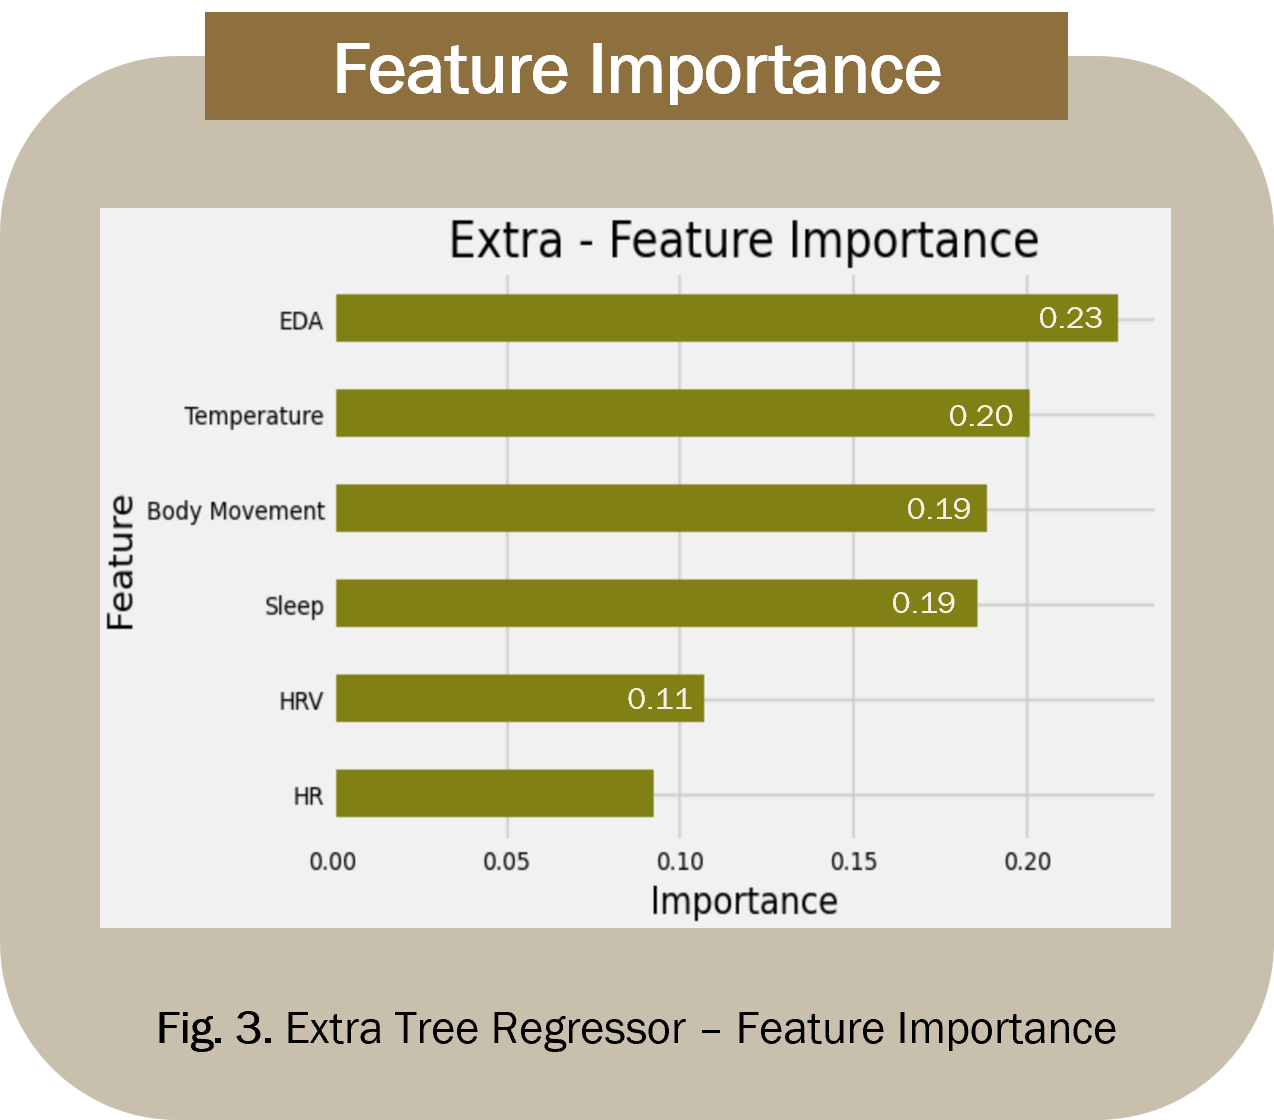 Feature Importance
Extra - Feature Importance
EDA
0.23
Temperature
0.20
Body Movement
0.19
Sleep
0.19
HRV
0.11
HR
Feature
0.00 0.05 0.10 0.15 0.20
Importance
Fig. 3. Extra Tree Regressor – Feature Importance